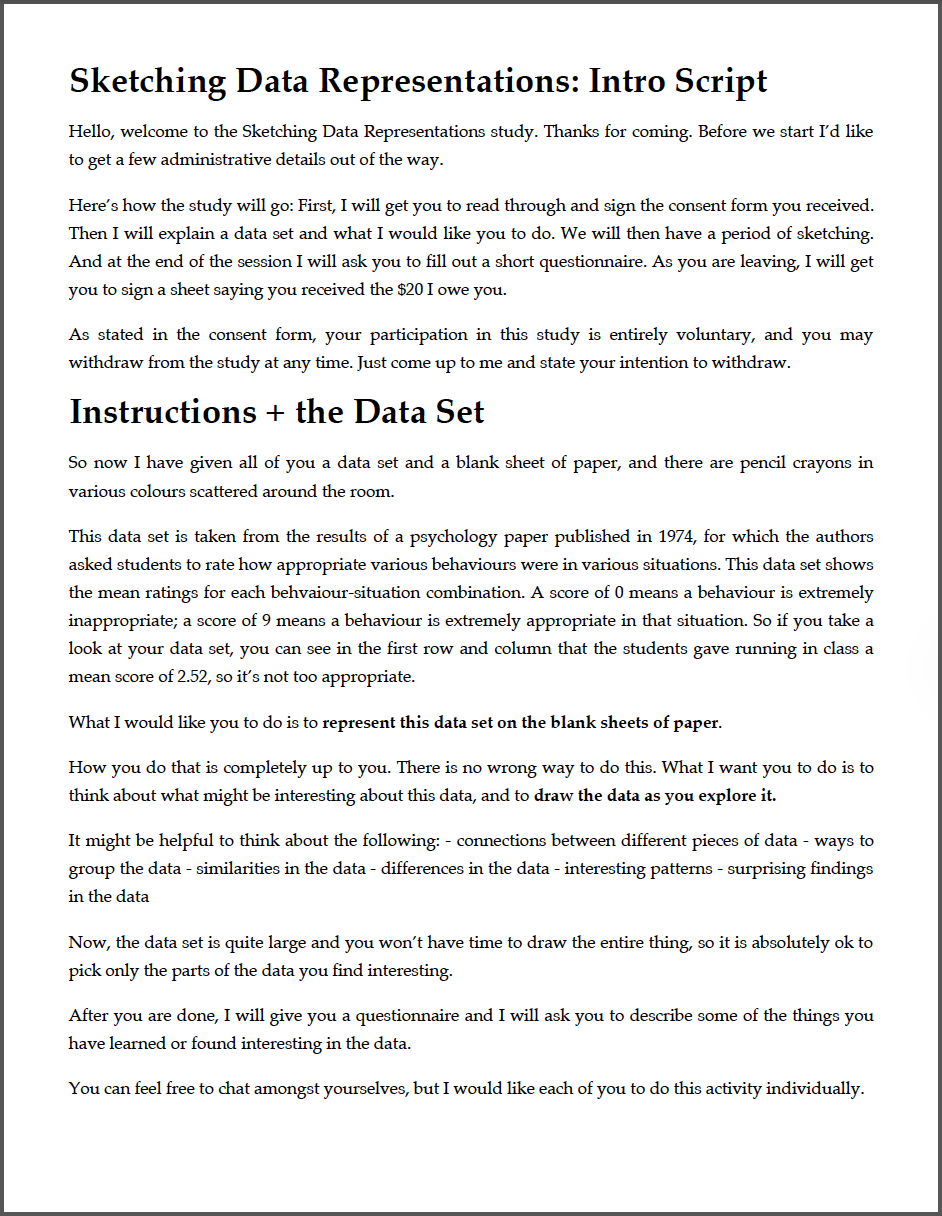 Sketching Data Representations: Intro Script
Hello, welcome to the Sketching Data Representations study. Thanks for coming. Before we start I’d like
to get a few administrative details out of the way.
Here’s how the study will go: First, I will get you to read through and sign the consent form you received.
Then I will explain a data set and what I would like you to do. We will then have a period of sketching.
And at the end of the session I will ask you to fill out a short questionnaire. As you are leaving, I will get
you to sign a sheet saying you received the $20 I owe you.
As stated in the consent form, your participation in this study is entirely voluntary, and you may
withdraw from the study at any time. Just come up to me and state your intention to withdraw.
Instructions + the Data Set
So now I have given all of you a data set and a blank sheet of paper, and there are pencil crayons in
various colours scattered around the room.
This data set is taken from the results of a psychology paper published in 1974, for which the authors
asked students to rate how appropriate various behaviours were in various situations. This data set shows
the mean ratings for each behvaiour-situation combination. A score of 0 means a behaviour is extremely
inappropriate; a score of 9 means a behaviour is extremely appropriate in that situation. So if you take a
look at your data set, you can see in the first row and column that the students gave running in class a
mean score of 2.52, so it’s not too appropriate.
What I would like you to do is to represent this data set on the blank sheets of paper.
How you do that is completely up to you. There is no wrong way to do this. What I want you to do is to
think about what might be interesting about this data, and to draw the data as you explore it.
It might be helpful to think about the following: - connections between different pieces of data - ways to
group the data - similarities in the data - differences in the data - interesting patterns - surprising findings
in the data
Now, the data set is quite large and you won’t have time to draw the entire thing, so it is absolutely ok to
pick only the parts of the data you find interesting.
After you are done, I will give you a questionnaire and I will ask you to describe some of the things you
have learned or found interesting in the data.
You can feel free to chat amongst yourselves, but I would like each of you to do this activity individually.